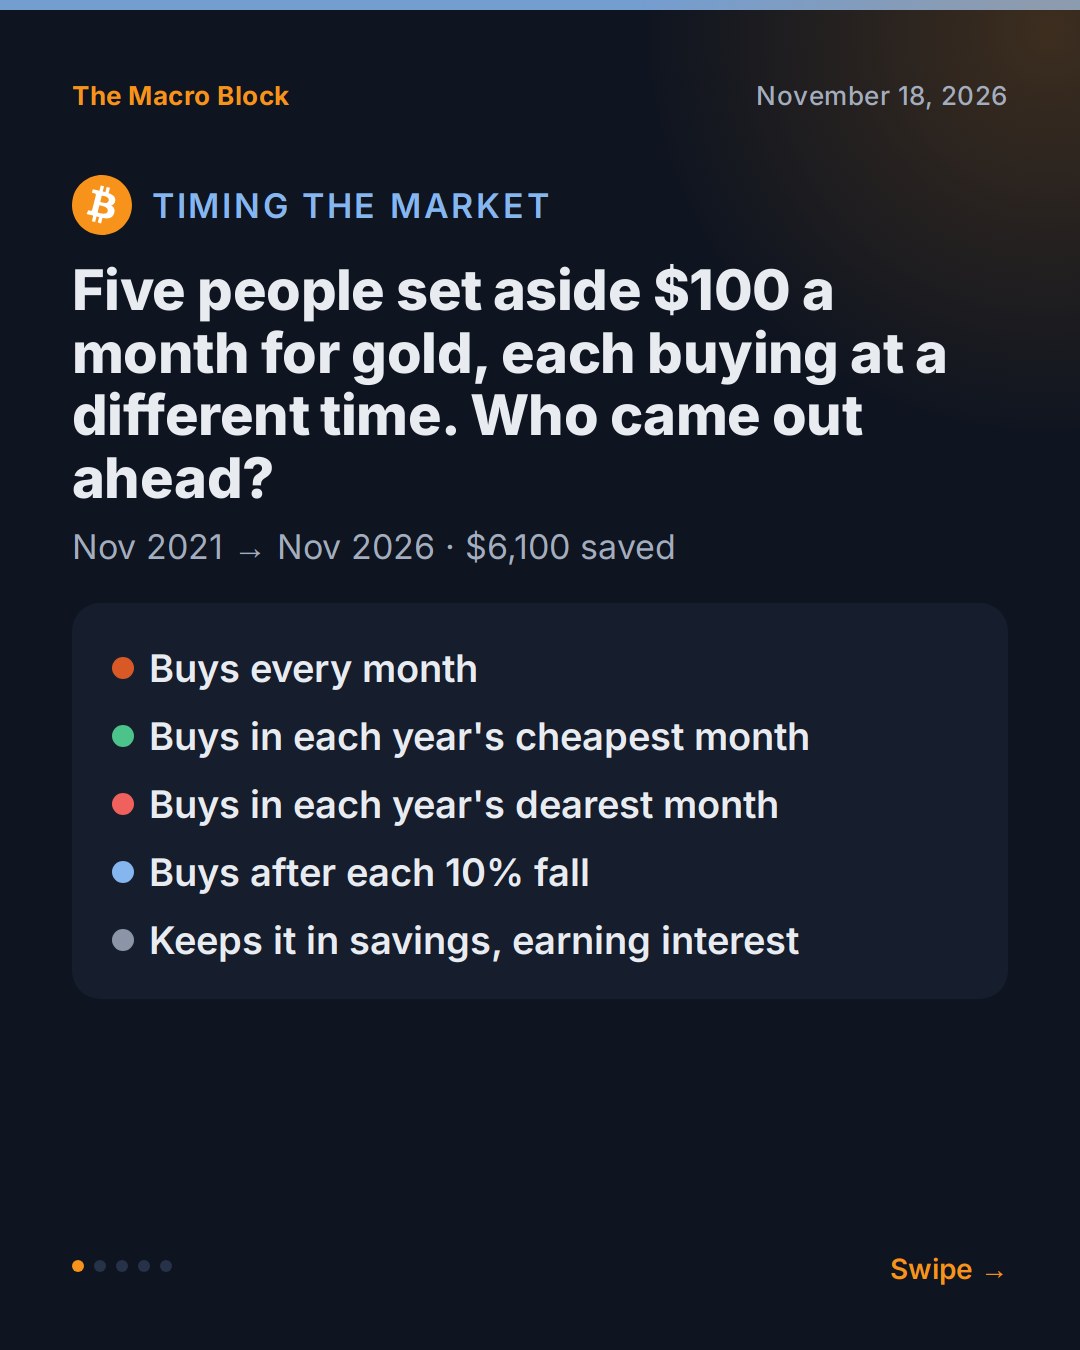 The Macro Block
November 18, 2026
TIMING THE MARKET
Five people set aside $100 a
month for gold, each buying at a
different time. Who came out
ahead?
Nov 2021 → Nov 2026 · $6,100 saved
Buys every month
Buys in each year's cheapest month
Buys in each year's dearest month
Buys after each 10% fall
Keeps it in savings, earning interest
Swipe →